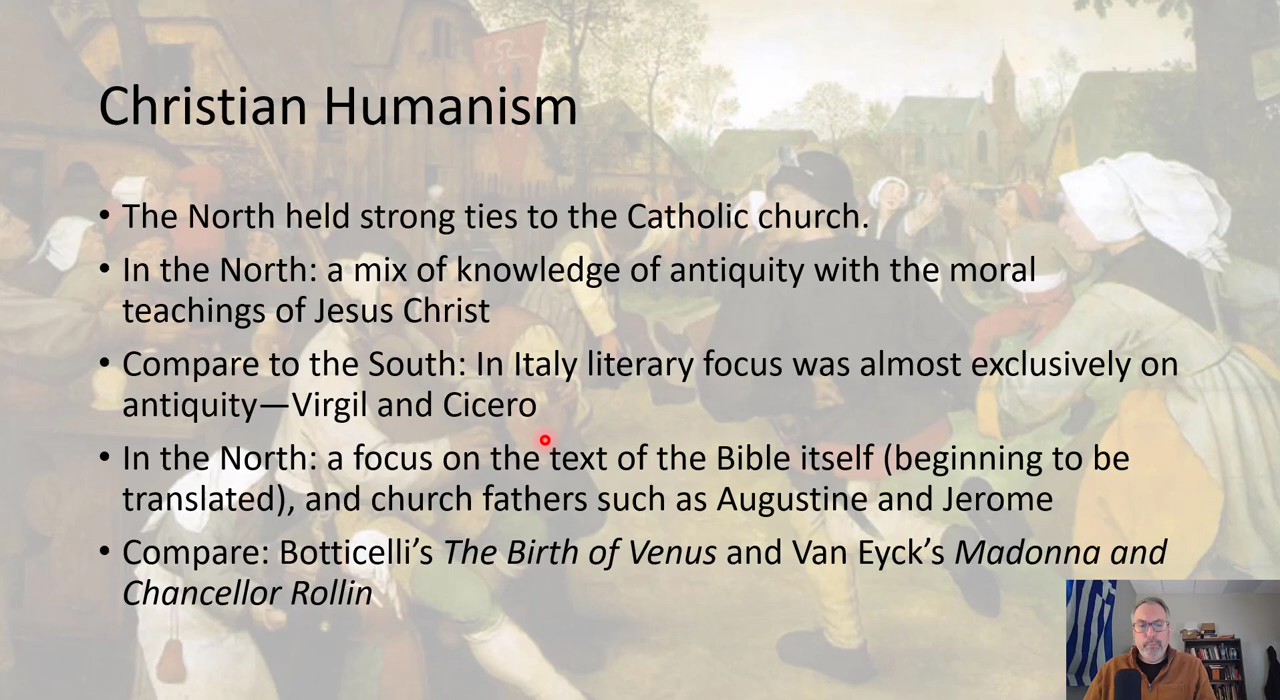 Christian Humanism
• The North held strong ties to the Catholic church.
• In the North: a mix of knowledge of antiquity with the moral
teachings of Jesus Christ
• Compare to the South: In Italy literary focus was almost exclusively on
antiquity—Virgil and Cicero
• In the North: a focus on the text of the Bible itself (beginning to be
translated), and church fathers such as Augustine and Jerome
• Compare: Botticelli’s The Birth of Venus and Van Eyck’s Madonna and
Chancellor Rollin